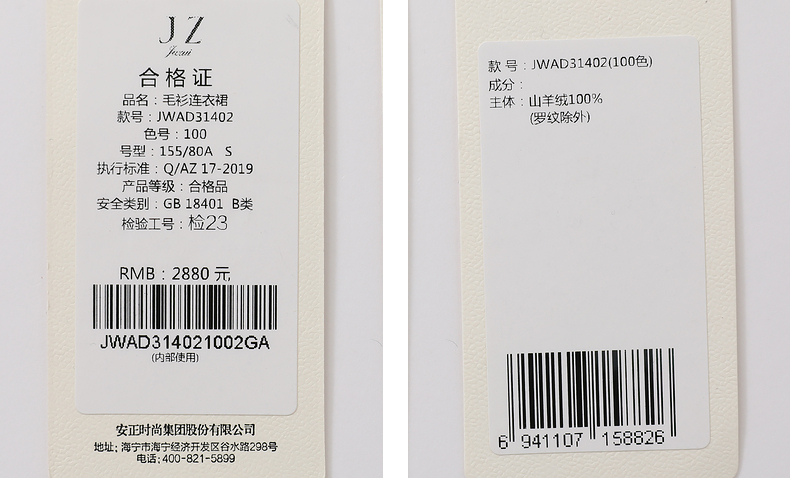 JZ
Juzui
合格证
品名：毛衫连衣裙
款号：JWAD31402
色号：100
号型：155/80A S
执行标准：Q/AZ 17-2019
产品等级：合格品
安全类别：GB 18401 B类
检验工号：检23
RMB：2880 元
JWAD314021002GA
(内部使用)
安正时尚集团股份有限公司
地址：海宁市海宁经济开发区谷水路298号
电话：400-821-5899
款 号：JWAD31402(100色)
成分：
主体：山羊绒100%
(罗纹除外)
6 941107 158826